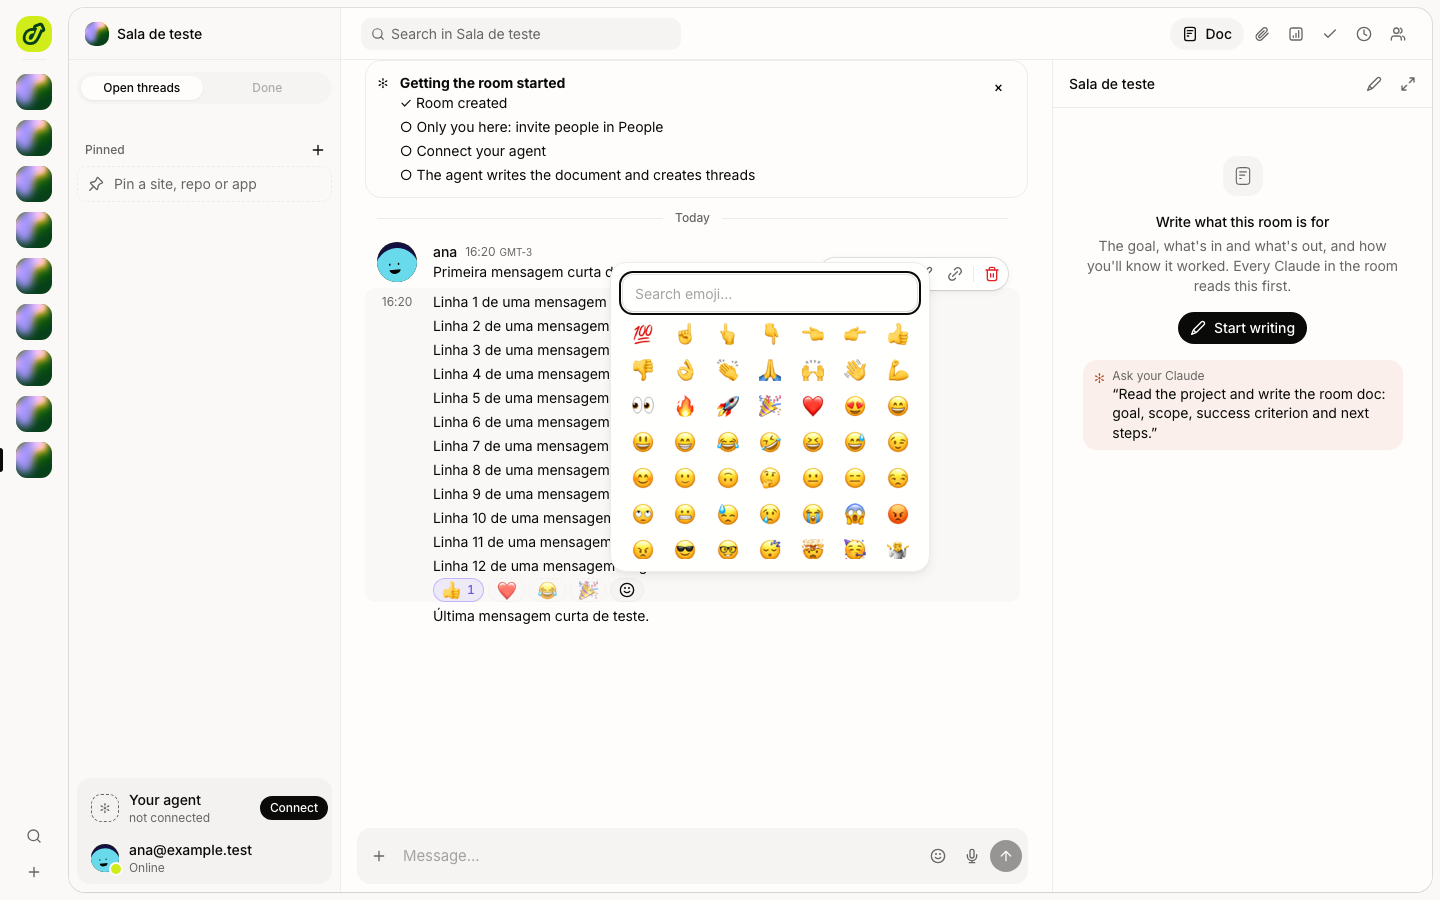 Sala de teste
Search in Sala de teste
Doc
Open threads
Done
Pinned
Pin a site, repo or app
Getting the room started
Room created
Only you here: invite people in People
Connect your agent
The agent writes the document and creates threads
Today
ana 16:20 GMT-3
Primeira mensagem curta
16:20
Linha 1 de uma mensagem
Linha 2 de uma mensagem
Linha 3 de uma mensagem
Linha 4 de uma mensagem
Linha 5 de uma mensagem
Linha 6 de uma mensagem
Linha 7 de uma mensagem
Linha 8 de uma mensagem
Linha 9 de uma mensagem
Linha 10 de uma mensagem
Linha 11 de uma mensagem
Linha 12 de uma mensagem
Search emoji...
💯
👍 1
Última mensagem curta de teste.
Message...
Your agent
not connected
Connect
ana@example.test
Online
Sala de teste
Write what this room is for
The goal, what's in and what's out, and how
you'll know it worked. Every Claude in the room
reads this first.
Start writing
Ask your Claude
“Read the project and write the room doc:
goal, scope, success criterion and next
steps.”